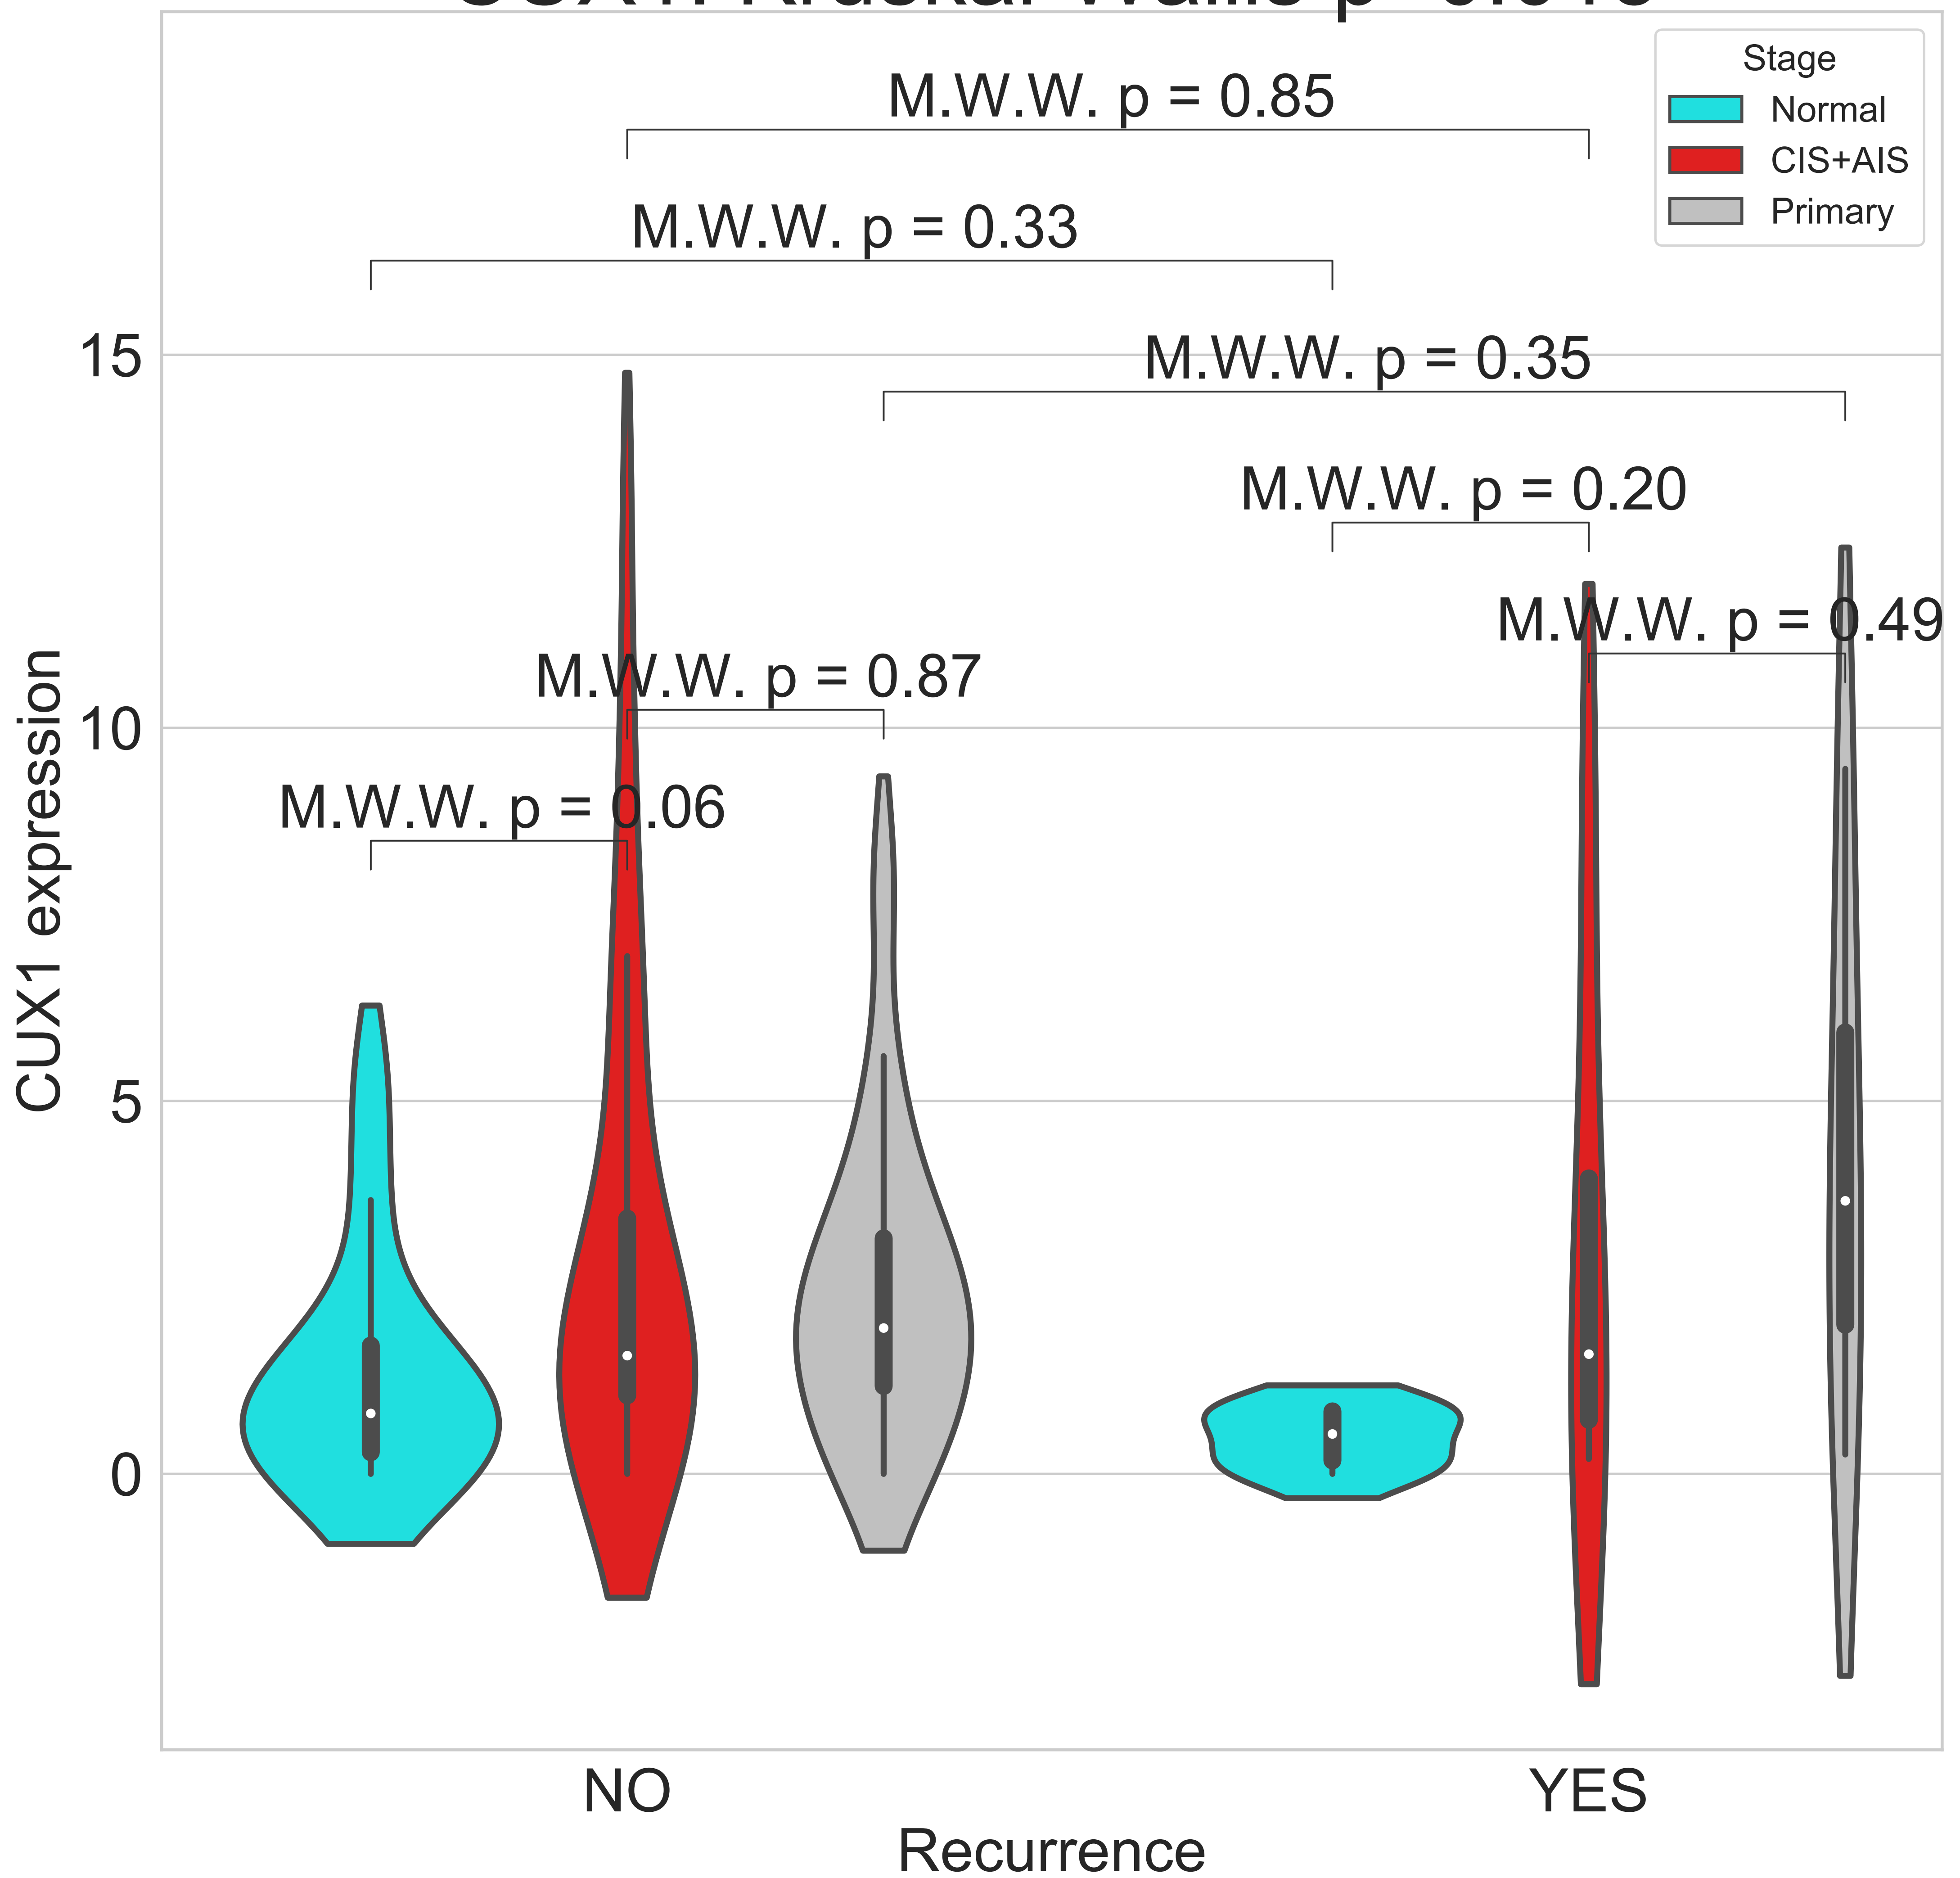 Stage
Normal
CIS+AIS
Primary
M.W.W. p = 0.85
M.W.W. p = 0.33
M.W.W. p = 0.35
M.W.W. p = 0.20
M.W.W. p = 0.49
M.W.W. p = 0.87
M.W.W. p = 0.06
CUX1 expression
15
10
5
0
NO
YES
Recurrence